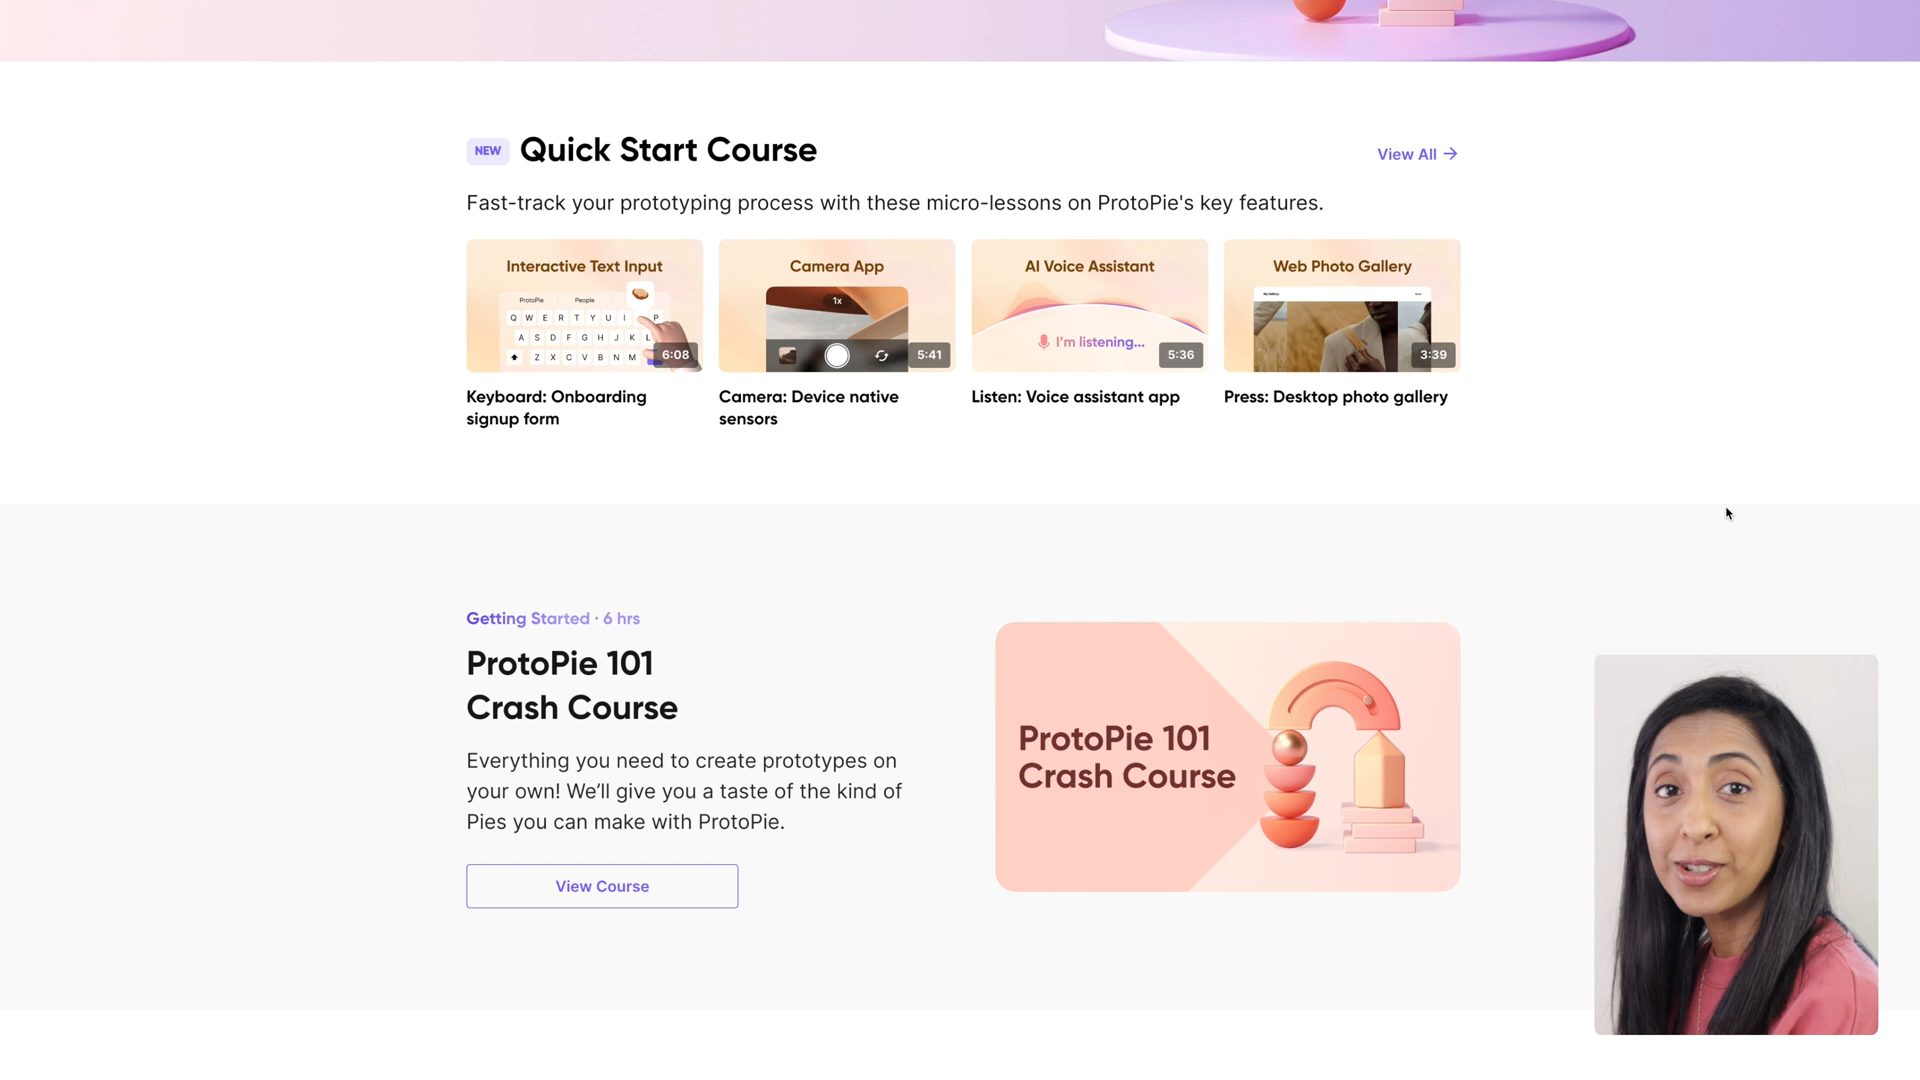 NEW
Quick Start Course
View All →
Fast-track your prototyping process with these micro-lessons on ProtoPie's key features.
Interactive Text Input
ProtoPie People
Q W E R T Y U I P
A S D F G H J K L
Z X C V B N M
6:08
Keyboard: Onboarding
signup form
Camera App
1x
5:41
Camera: Device native
sensors
AI Voice Assistant
I'm listening...
5:36
Listen: Voice assistant app
Web Photo Gallery
My Gallery
3:39
Press: Desktop photo gallery
Getting Started · 6 hrs
ProtoPie 101
Crash Course
Everything you need to create prototypes on
your own! We’ll give you a taste of the kind of
Pies you can make with ProtoPie.
View Course
ProtoPie 101
Crash Course